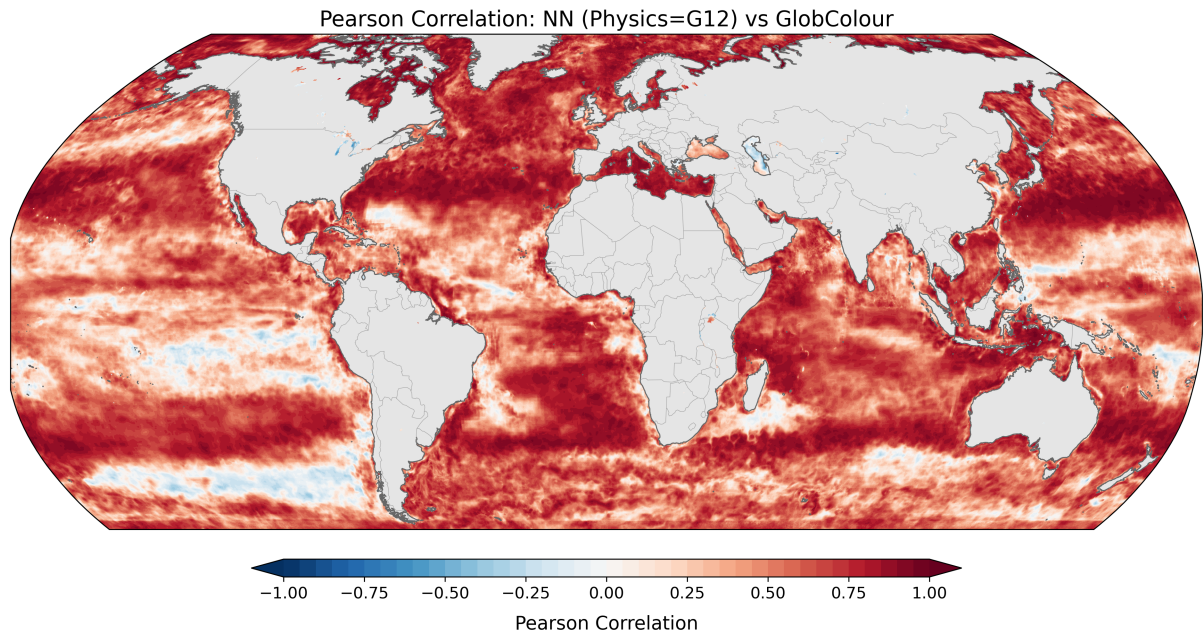 Pearson Correlation: NN (Physics=G12) vs GlobColour
−1.00 −0.75 −0.50 −0.25 0.00 0.25 0.50 0.75 1.00
Pearson Correlation